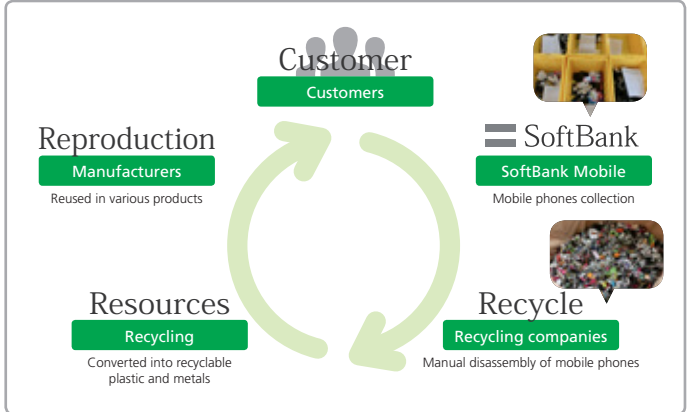 Customer
Customers
SoftBank
SoftBank Mobile
Mobile phones collection
Recycle
Recycling companies
Manual disassembly of mobile phones
Resources
Recycling
Converted into recyclable
plastic and metals
Reproduction
Manufacturers
Reused in various products